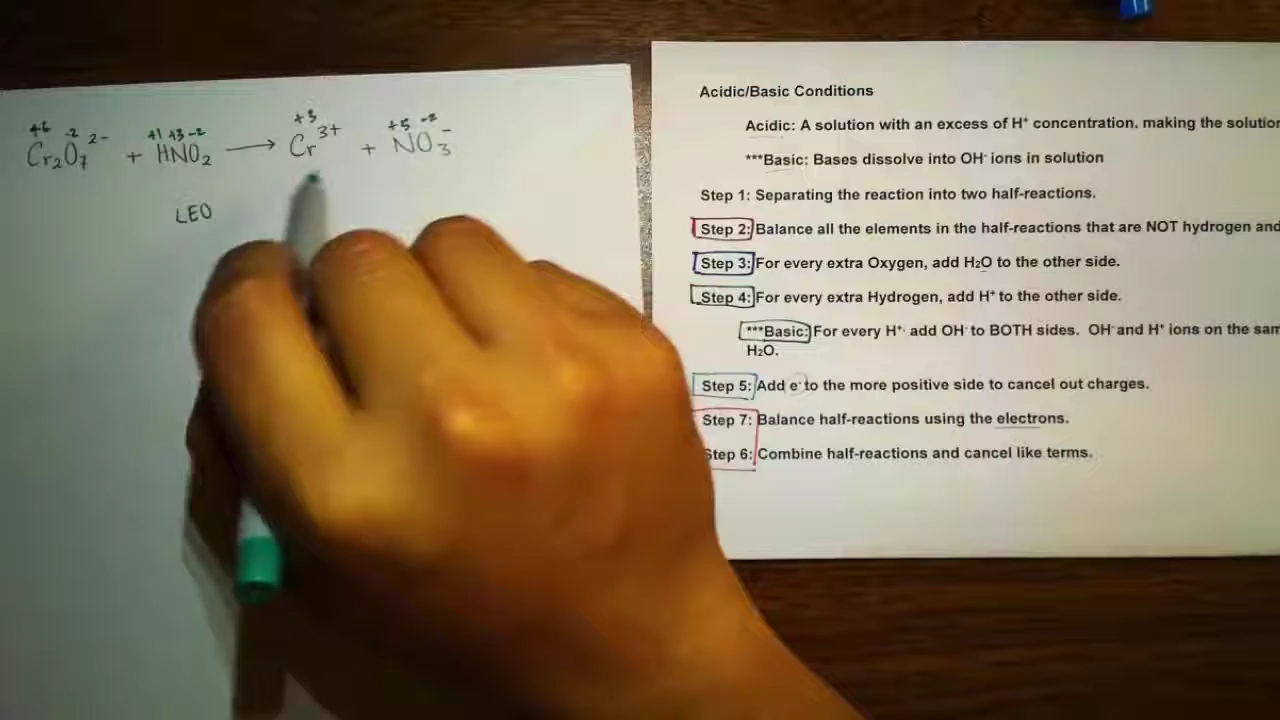 +6 -2 +1 +3 -2 +3 +5 -2
Cr₂O₇²⁻ + HNO₂ → Cr³⁺ + NO₃⁻
LEO
Acidic/Basic Conditions
Acidic: A solution with an excess of H⁺ concentration, making the solution
***Basic: Bases dissolve into OH⁻ ions in solution
Step 1: Separating the reaction into two half-reactions.
Step 2: Balance all the elements in the half-reactions that are NOT hydrogen and
Step 3: For every extra Oxygen, add H₂O to the other side.
Step 4: For every extra Hydrogen, add H⁺ to the other side.
***Basic: For every H⁺, add OH⁻ to BOTH sides. OH⁻ and H⁺ ions on the
H₂O.
Step 5: Add e⁻ to the more positive side to cancel out charges.
Step 7: Balance half-reactions using the electrons.
Step 6: Combine half-reactions and cancel like terms.